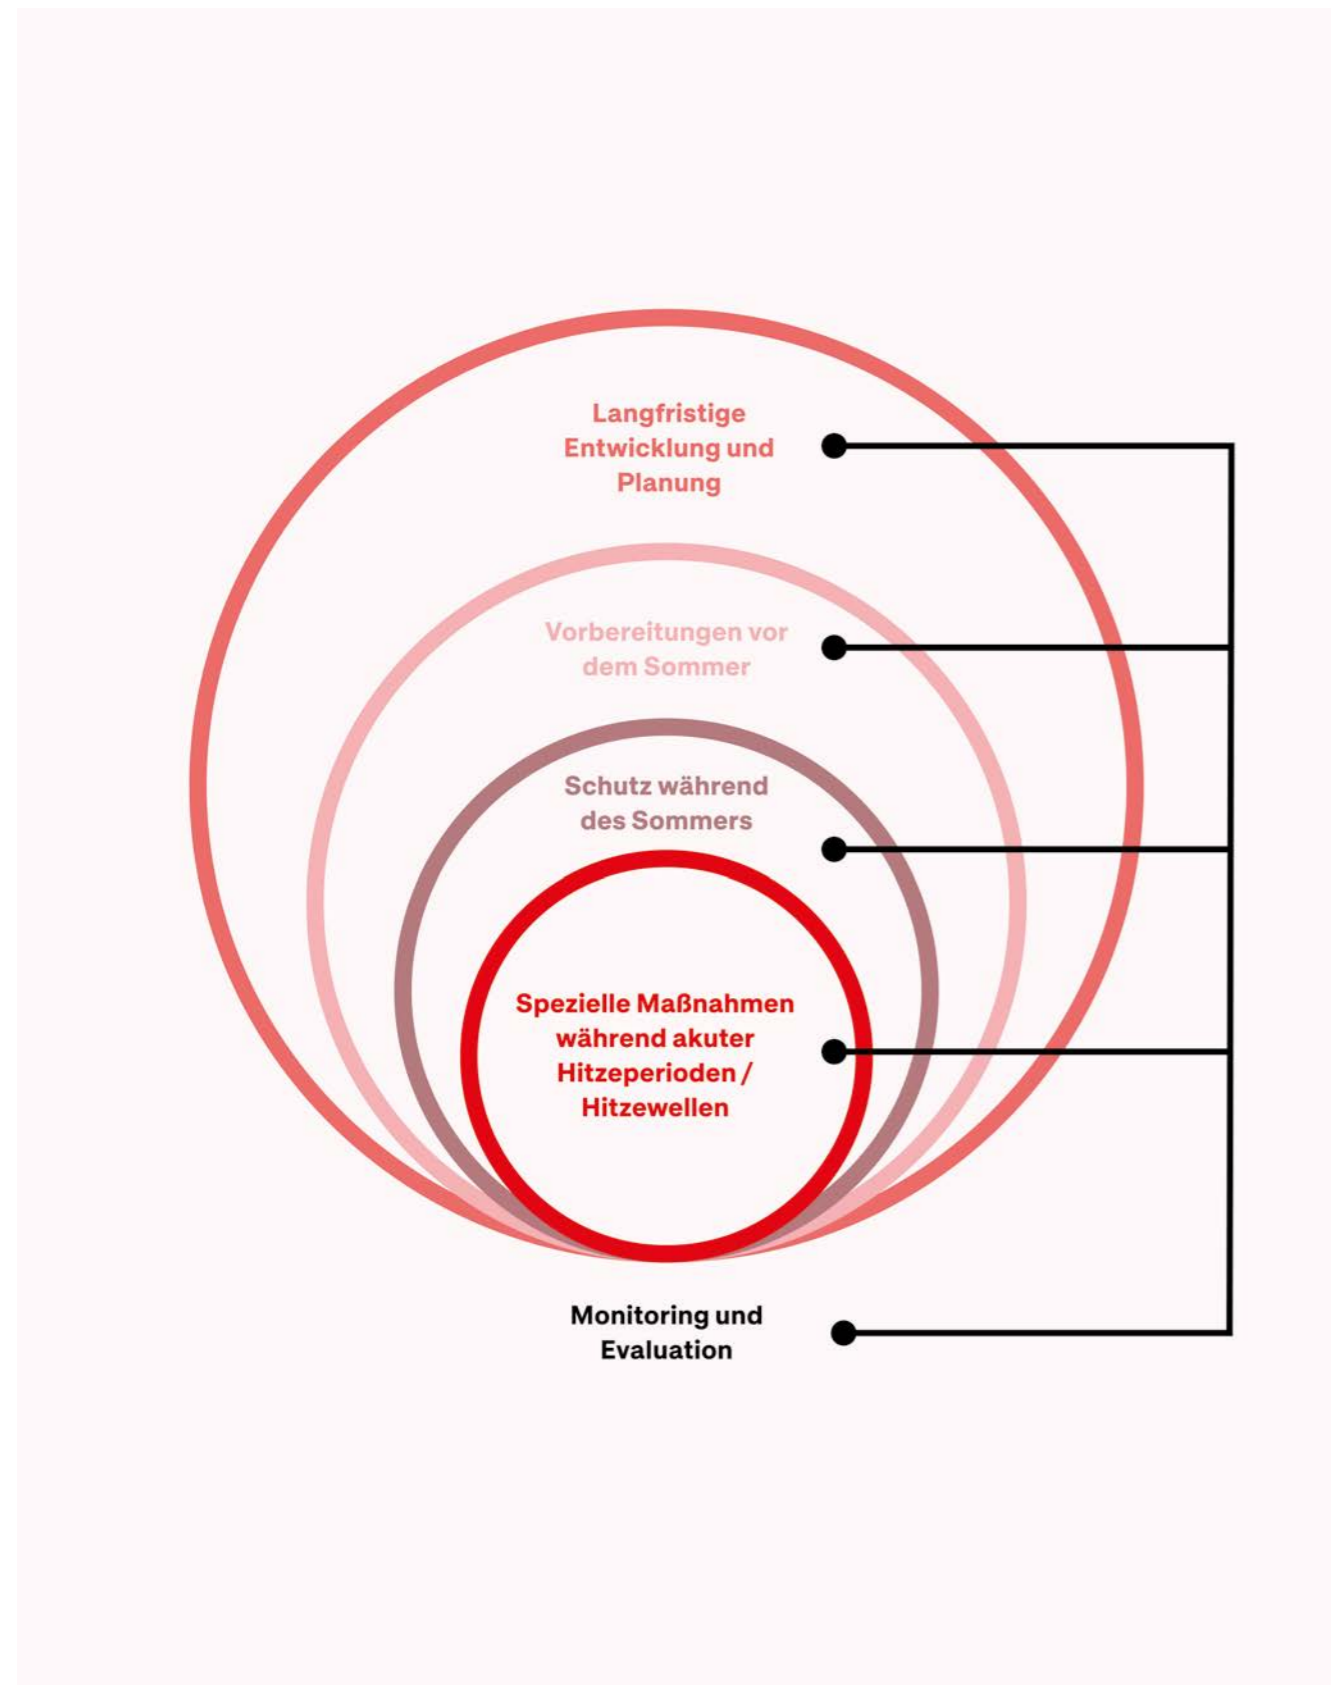 Langfristige
Entwicklung und
Planung
Vorbereitungen vor
dem Sommer
Schutz während
des Sommers
Spezielle Maßnahmen
während akuter
Hitzeperioden /
Hitzewellen
Monitoring und
Evaluation